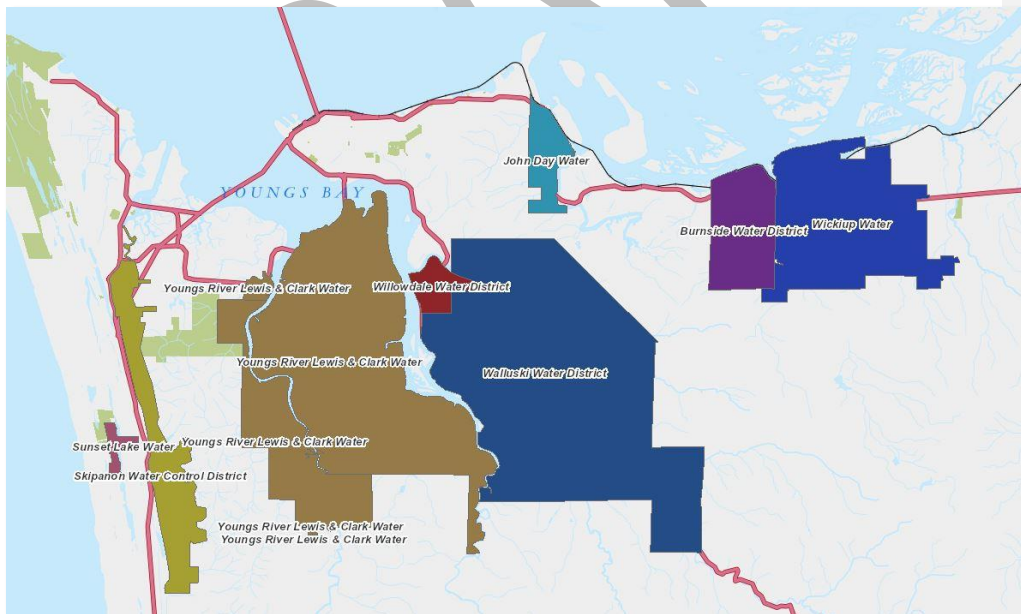 John Day Water
YOUNGS BAY
Burnside Water District
Wickiup Water
Youngs River Lewis & Clark Water
Willowdale Water District
Youngs River Lewis & Clark Water
Walluski Water District
Youngs River Lewis & Clark Water
Sunset Lake Water
Skipanon Water Control District
Youngs River Lewis & Clark Water
Youngs River Lewis & Clark Water